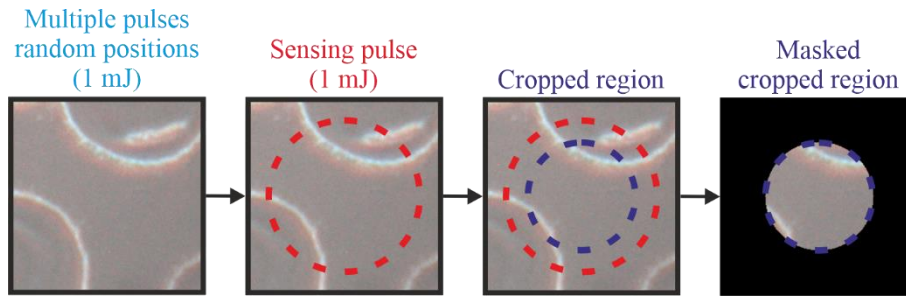 Multiple pulses
random positions
(1 mJ)
Sensing pulse
(1 mJ)
Cropped region
Masked
cropped region